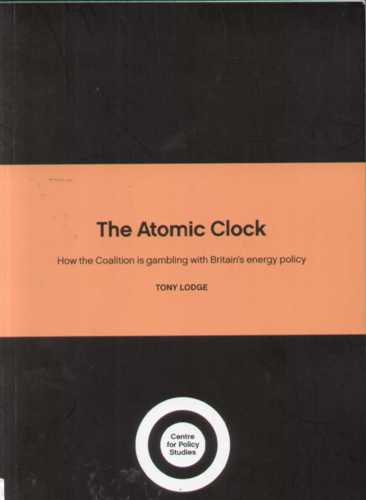 The Atomic Clock
How the Coalition is gambling with Britain's energy policy
TONY LODGE
Centre
for Policy
Studies